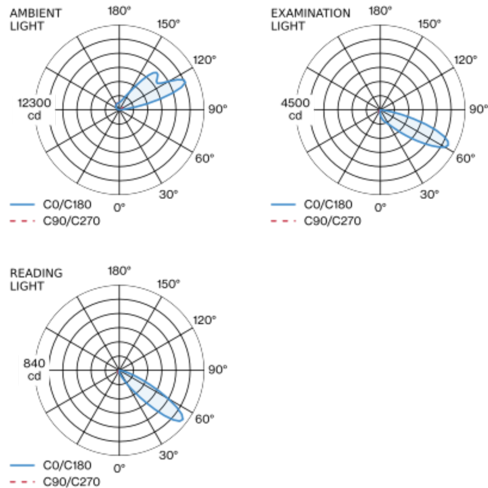 AMBIENT
LIGHT
180°
150°
120°
12300
cd
90°
60°
30°
0°
C0/C180
C90/C270
EXAMINATION
LIGHT
180°
150°
120°
4500
cd
90°
60°
30°
0°
C0/C180
C90/C270
READING
LIGHT
180°
150°
120°
840
cd
90°
60°
30°
0°
C0/C180
C90/C270